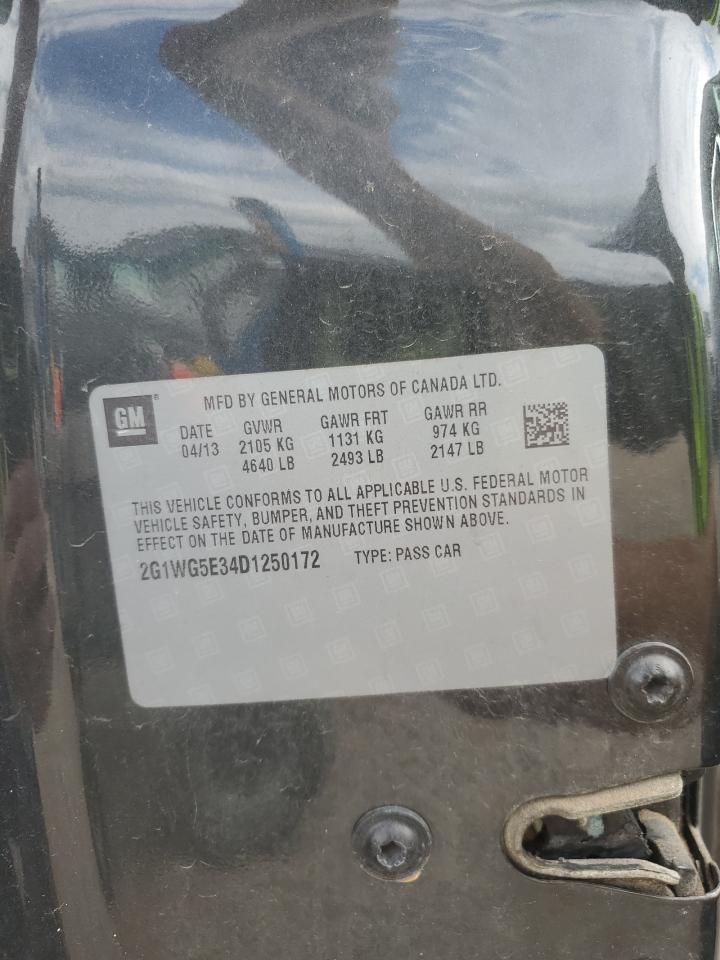 GM ®
MFD BY GENERAL MOTORS OF CANADA LTD.
DATE GVWR GAWR FRT GAWR RR
04/13 2105 KG 1131 KG 974 KG
4640 LB 2493 LB 2147 LB
THIS VEHICLE CONFORMS TO ALL APPLICABLE U.S. FEDERAL MOTOR
VEHICLE SAFETY, BUMPER, AND THEFT PREVENTION STANDARDS IN
EFFECT ON THE DATE OF MANUFACTURE SHOWN ABOVE.
2G1WG5E34D1250172 TYPE: PASS CAR